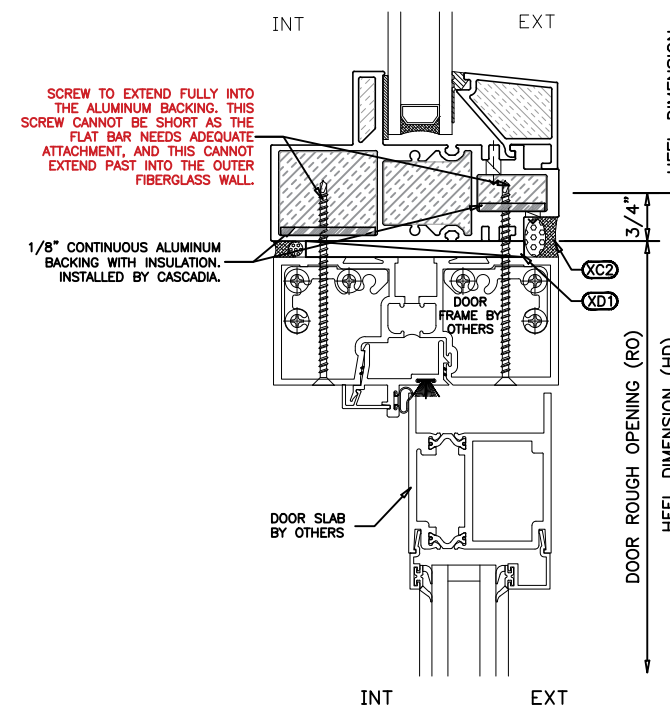 INT
EXT
SCREW TO EXTEND FULLY INTO
THE ALUMINUM BACKING. THIS
SCREW CANNOT BE SHORT AS THE
FLAT BAR NEEDS ADEQUATE
ATTACHMENT, AND THIS CANNOT
EXTEND PAST INTO THE OUTER
FIBERGLASS WALL.
1/8" CONTINUOUS ALUMINUM
BACKING WITH INSULATION.
INSTALLED BY CASCADIA.
3/4"
XC2
XD1
DOOR
FRAME BY
OTHERS
DOOR ROUGH OPENING (RO)
HEEL DIMENSION (HD)
DOOR SLAB
BY OTHERS
INT
EXT